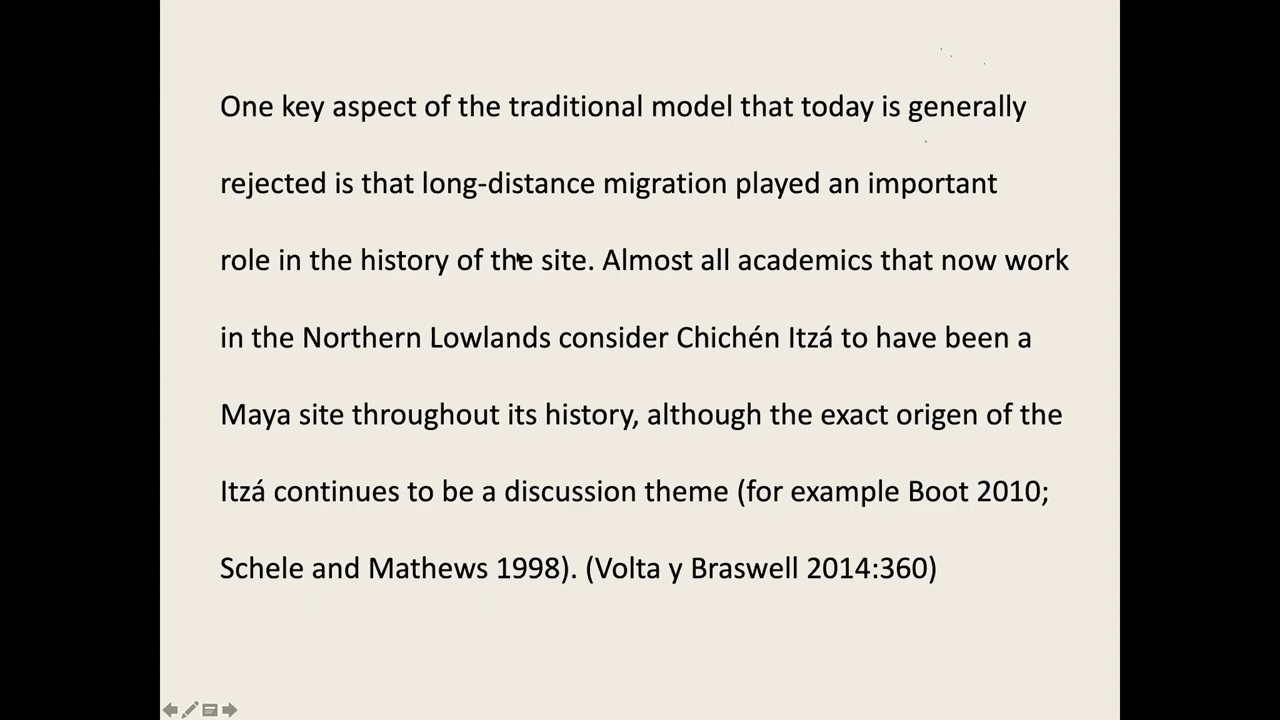 One key aspect of the traditional model that today is generally
rejected is that long-distance migration played an important
role in the history of the site. Almost all academics that now work
in the Northern Lowlands consider Chichén Itzá to have been a
Maya site throughout its history, although the exact origen of the
Itzá continues to be a discussion theme (for example Boot 2010;
Schele and Mathews 1998). (Volta y Braswell 2014:360)